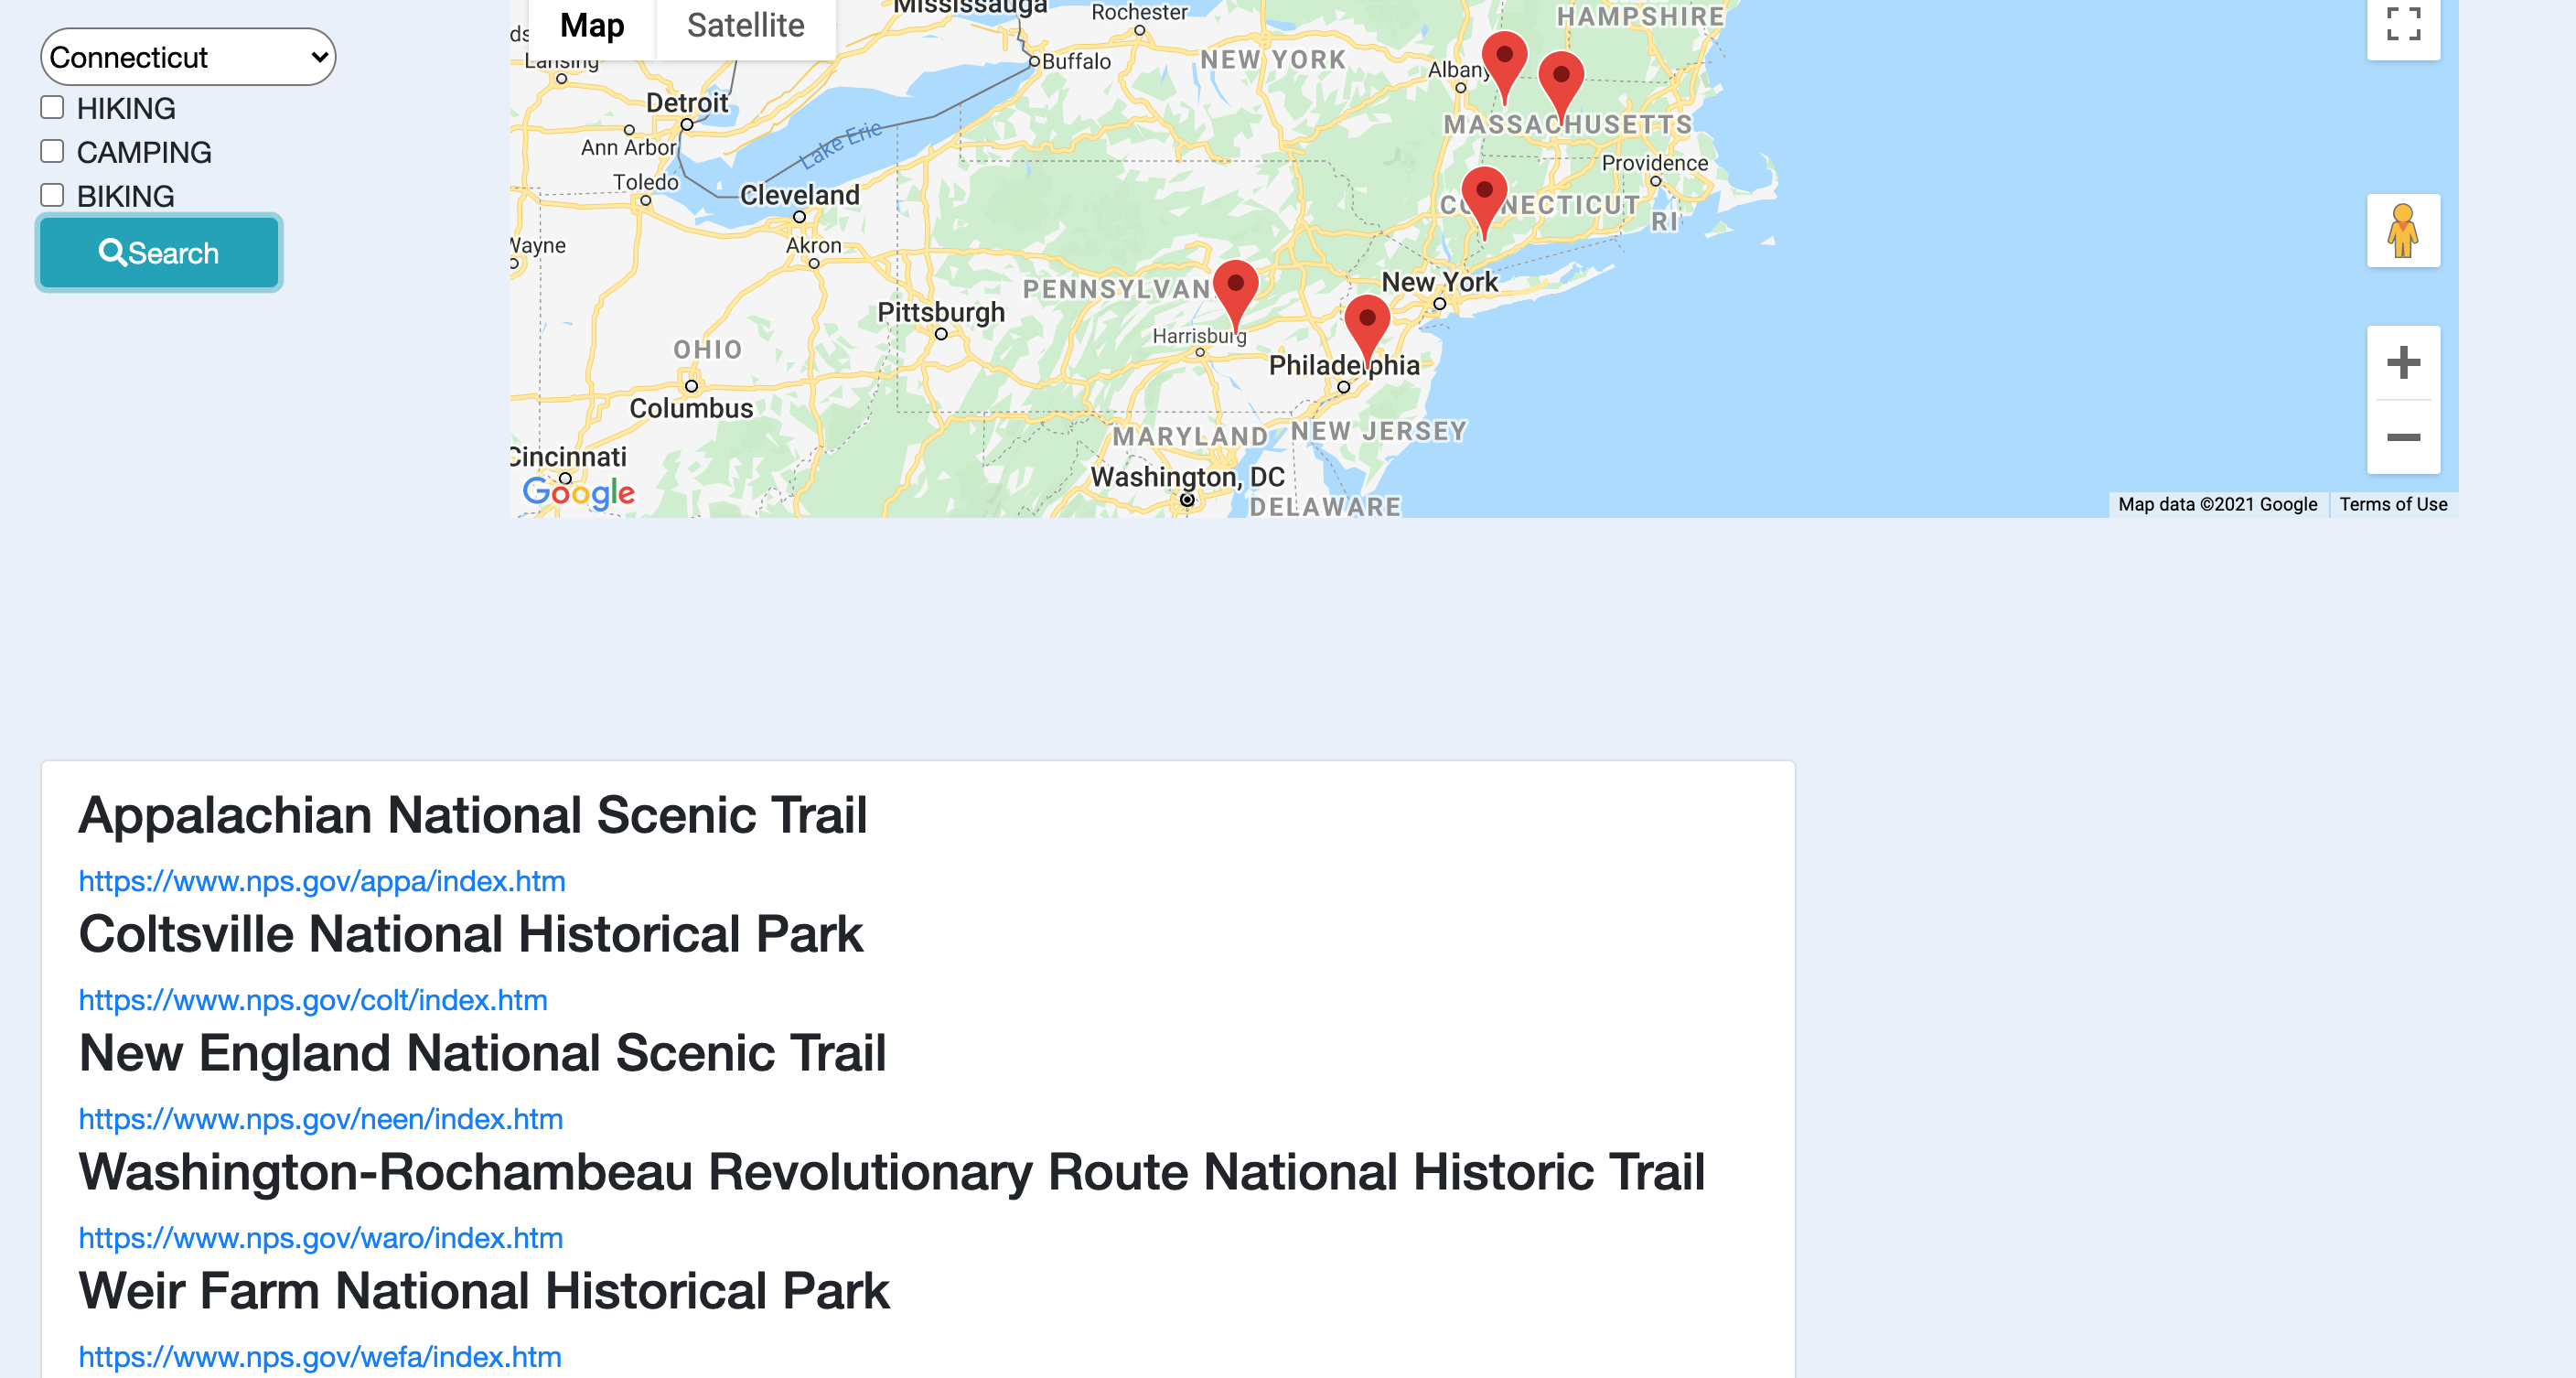 Connecticut
HIKING
CAMPING
BIKING
Search
Map
Satellite
Mississauga
Rochester
HAMPSHIRE
Lansing
Buffalo
NEW YORK
Albany
Detroit
Ann Arbor
Lake Erie
MASSACHUSETTS
Toledo
Providence
Cleveland
CONNECTICUT
RI
Wayne
Akron
New York
Pittsburgh
Harrisburg
OHIO
Philadelphia
Columbus
MARYLAND
NEW JERSEY
Cincinnati
Washington, DC
Google
DELAWARE
Map data ©2021 Google
Terms of Use
Appalachian National Scenic Trail
https://www.nps.gov/appa/index.htm
Coltsville National Historical Park
https://www.nps.gov/colt/index.htm
New England National Scenic Trail
https://www.nps.gov/neen/index.htm
Washington-Rochambeau Revolutionary Route National Historic Trail
https://www.nps.gov/waro/index.htm
Weir Farm National Historical Park
https://www.nps.gov/wefa/index.htm